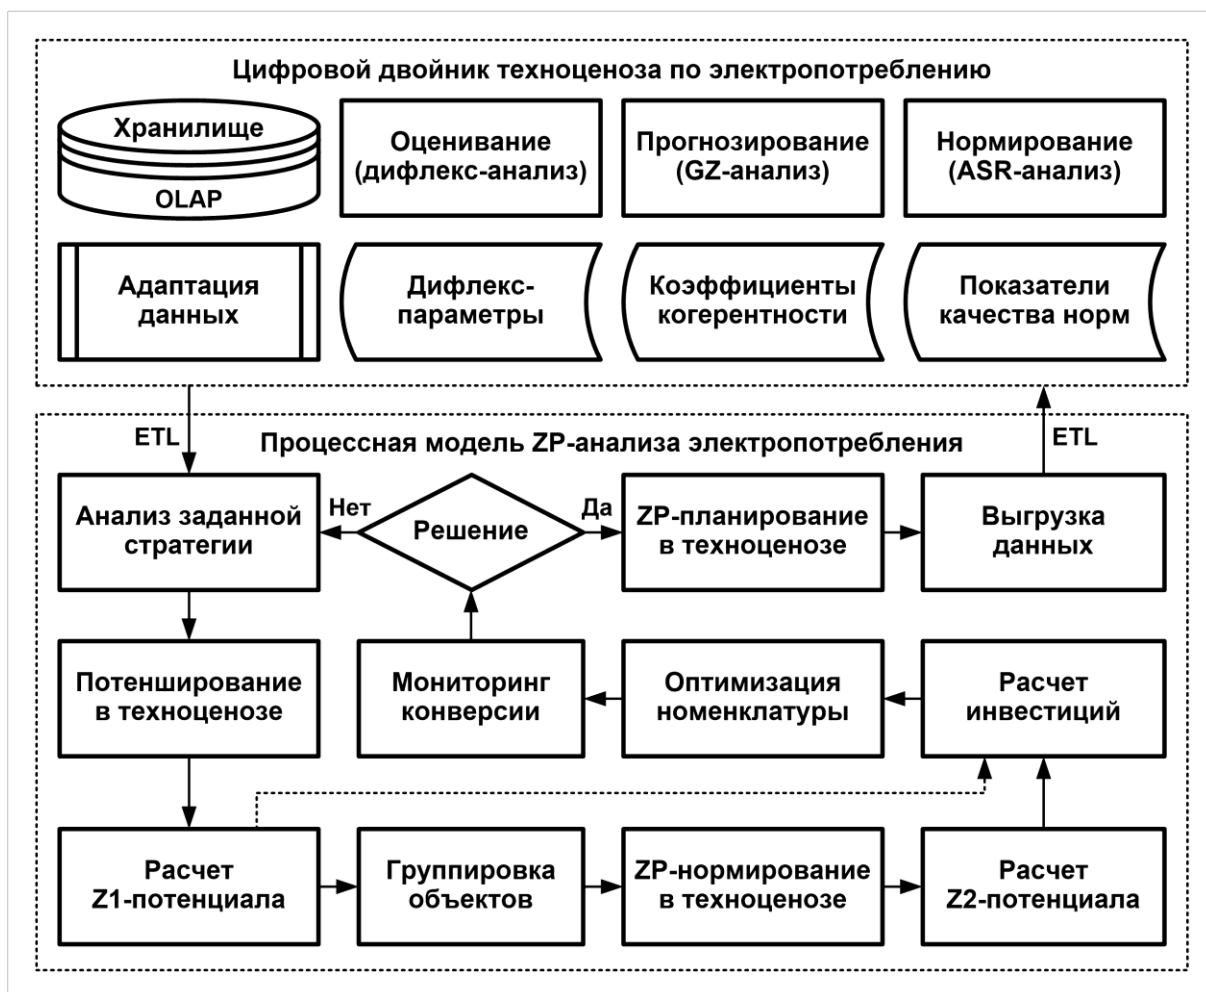 Цифровой двойник техноценоза по электропотреблению
Хранилище
OLAP
Оценивание
(дифлекс-анализ)
Прогнозирование
(GZ-анализ)
Нормирование
(ASR-анализ)
Адаптация
данных
Дифлекс-
параметры
Коэффициенты
когерентности
Показатели
качества норм
ETL
Процессная модель ZP-анализа электропотребления
ETL
Анализ заданной
стратегии
Нет
Решение
Да
ZP-планирование
в техноценозе
Выгрузка
данных
Потенширование
в техноценозе
Мониторинг
конверсии
Оптимизация
номенклатуры
Расчет
инвестиций
Расчет
Z1-потенциала
Группировка
объектов
ZP-нормирование
в техноценозе
Расчет
Z2-потенциала